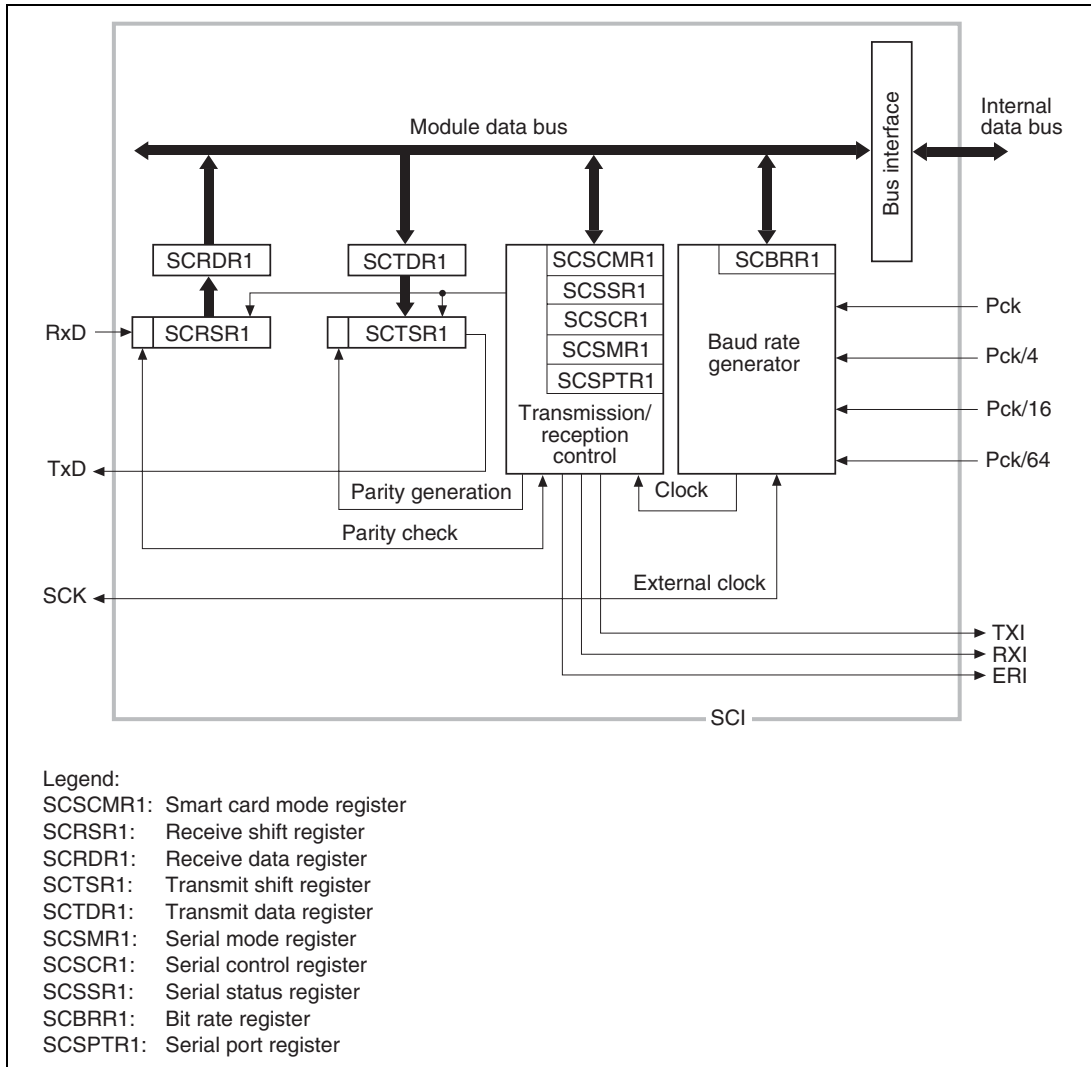 Module data bus
Bus interface
Internal
data bus
SCRDR1
SCTDR1
SCSCMR1
SCSSR1
SCSCR1
SCSMR1
SCSPTR1
Transmission/
reception
control
SCBRR1
Baud rate
generator
RxD
SCRSR1
SCTSR1
Pck
Pck/4
Pck/16
Pck/64
TxD
Parity generation
Clock
Parity check
SCK
External clock
TXI
RXI
ERI
SCI
Legend:
SCSCMR1: Smart card mode register
SCRSR1: Receive shift register
SCRDR1: Receive data register
SCTSR1: Transmit shift register
SCTDR1: Transmit data register
SCSMR1: Serial mode register
SCSCR1: Serial control register
SCSSR1: Serial status register
SCBRR1: Bit rate register
SCSPTR1: Serial port register